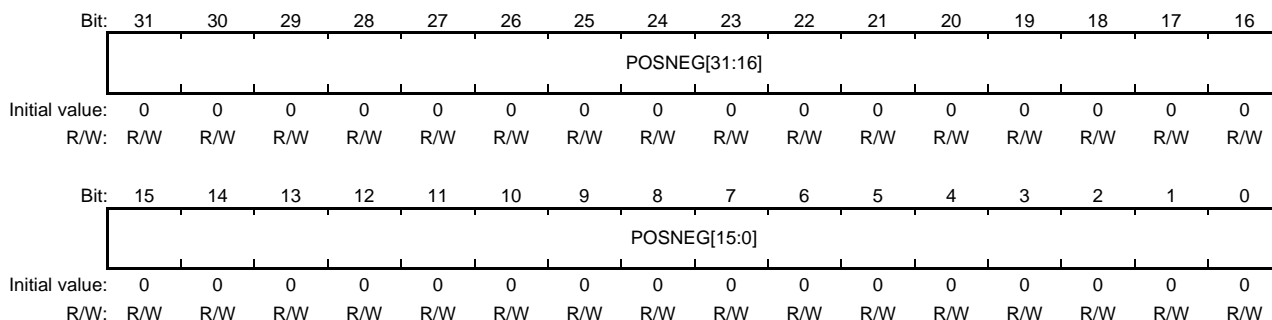 Bit: 31 30 29 28 27 26 25 24 23 22 21 20 19 18 17 16
POSNEG[31:16]
Initial value: 0 0 0 0 0 0 0 0 0 0 0 0 0 0 0 0
R/W: R/W R/W R/W R/W R/W R/W R/W R/W R/W R/W R/W R/W R/W R/W R/W R/W
Bit: 15 14 13 12 11 10 9 8 7 6 5 4 3 2 1 0
POSNEG[15:0]
Initial value: 0 0 0 0 0 0 0 0 0 0 0 0 0 0 0 0
R/W: R/W R/W R/W R/W R/W R/W R/W R/W R/W R/W R/W R/W R/W R/W R/W R/W